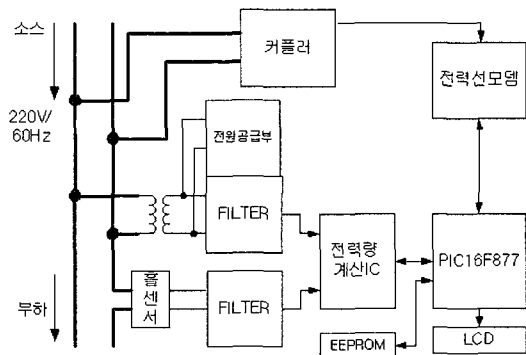 소스
커플러
전력선모뎀
220V/
60Hz
전원공급부
FILTER
전력량
계산IC
PIC16F877
부하
홀센
서
FILTER
EEPROM
LCD